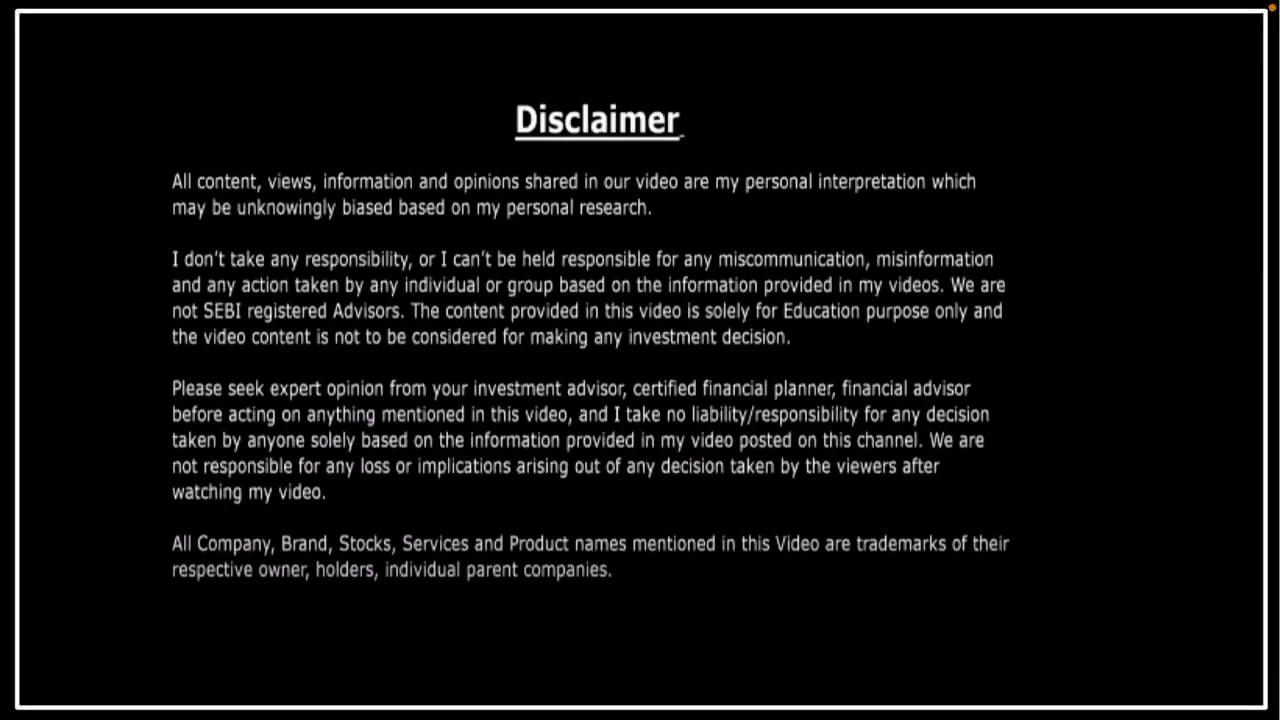 Disclaimer
All content, views, information and opinions shared in our video are my personal interpretation which
may be unknowingly biased based on my personal research.
I don't take any responsibility, or I can't be held responsible for any miscommunication, misinformation
and any action taken by any individual or group based on the information provided in my videos. We are
not SEBI registered Advisors. The content provided in this video is solely for Education purpose only and
the video content is not to be considered for making any investment decision.
Please seek expert opinion from your investment advisor, certified financial planner, financial advisor
before acting on anything mentioned in this video, and I take no liability/responsibility for any decision
taken by anyone solely based on the information provided in my video posted on this channel. We are
not responsible for any loss or implications arising out of any decision taken by the viewers after
watching my video.
All Company, Brand, Stocks, Services and Product names mentioned in this Video are trademarks of their
respective owner, holders, individual parent companies.